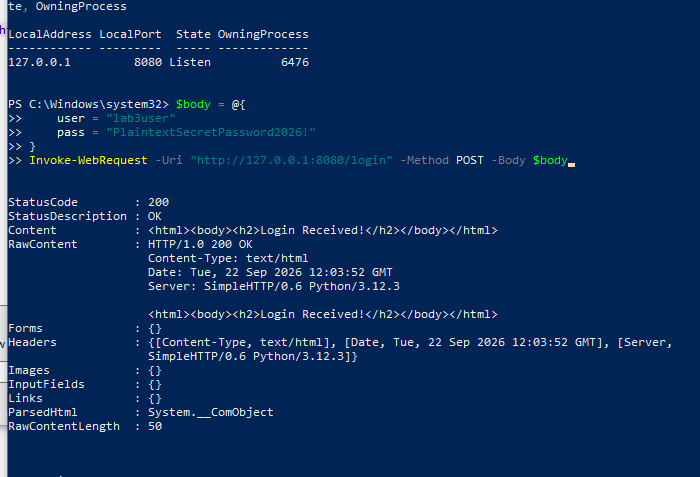 te, OwningProcess
LocalAddress LocalPort  State OwningProcess
------------ ---------  ----- -------------
127.0.0.1         8080 Listen          6476
PS C:\Windows\system32> $body = @{
>>     user = "lab3user"
>>     pass = "PlaintextSecretPassword2026!"
>> }
>> Invoke-WebRequest -Uri "http://127.0.0.1:8080/login" -Method POST -Body $body
StatusCode        : 200
StatusDescription : OK
Content           : <html><body><h2>Login Received!</h2></body></html>
RawContent        : HTTP/1.0 200 OK
                    Content-Type: text/html
                    Date: Tue, 22 Sep 2026 12:03:52 GMT
                    Server: SimpleHTTP/0.6 Python/3.12.3
                    <html><body><h2>Login Received!</h2></body></html>
Forms             : {}
Headers           : {[Content-Type, text/html], [Date, Tue, 22 Sep 2026 12:03:52 GMT], [Server,
                    SimpleHTTP/0.6 Python/3.12.3]}
Images            : {}
InputFields       : {}
Links             : {}
ParsedHtml        : System.__ComObject
RawContentLength  : 50